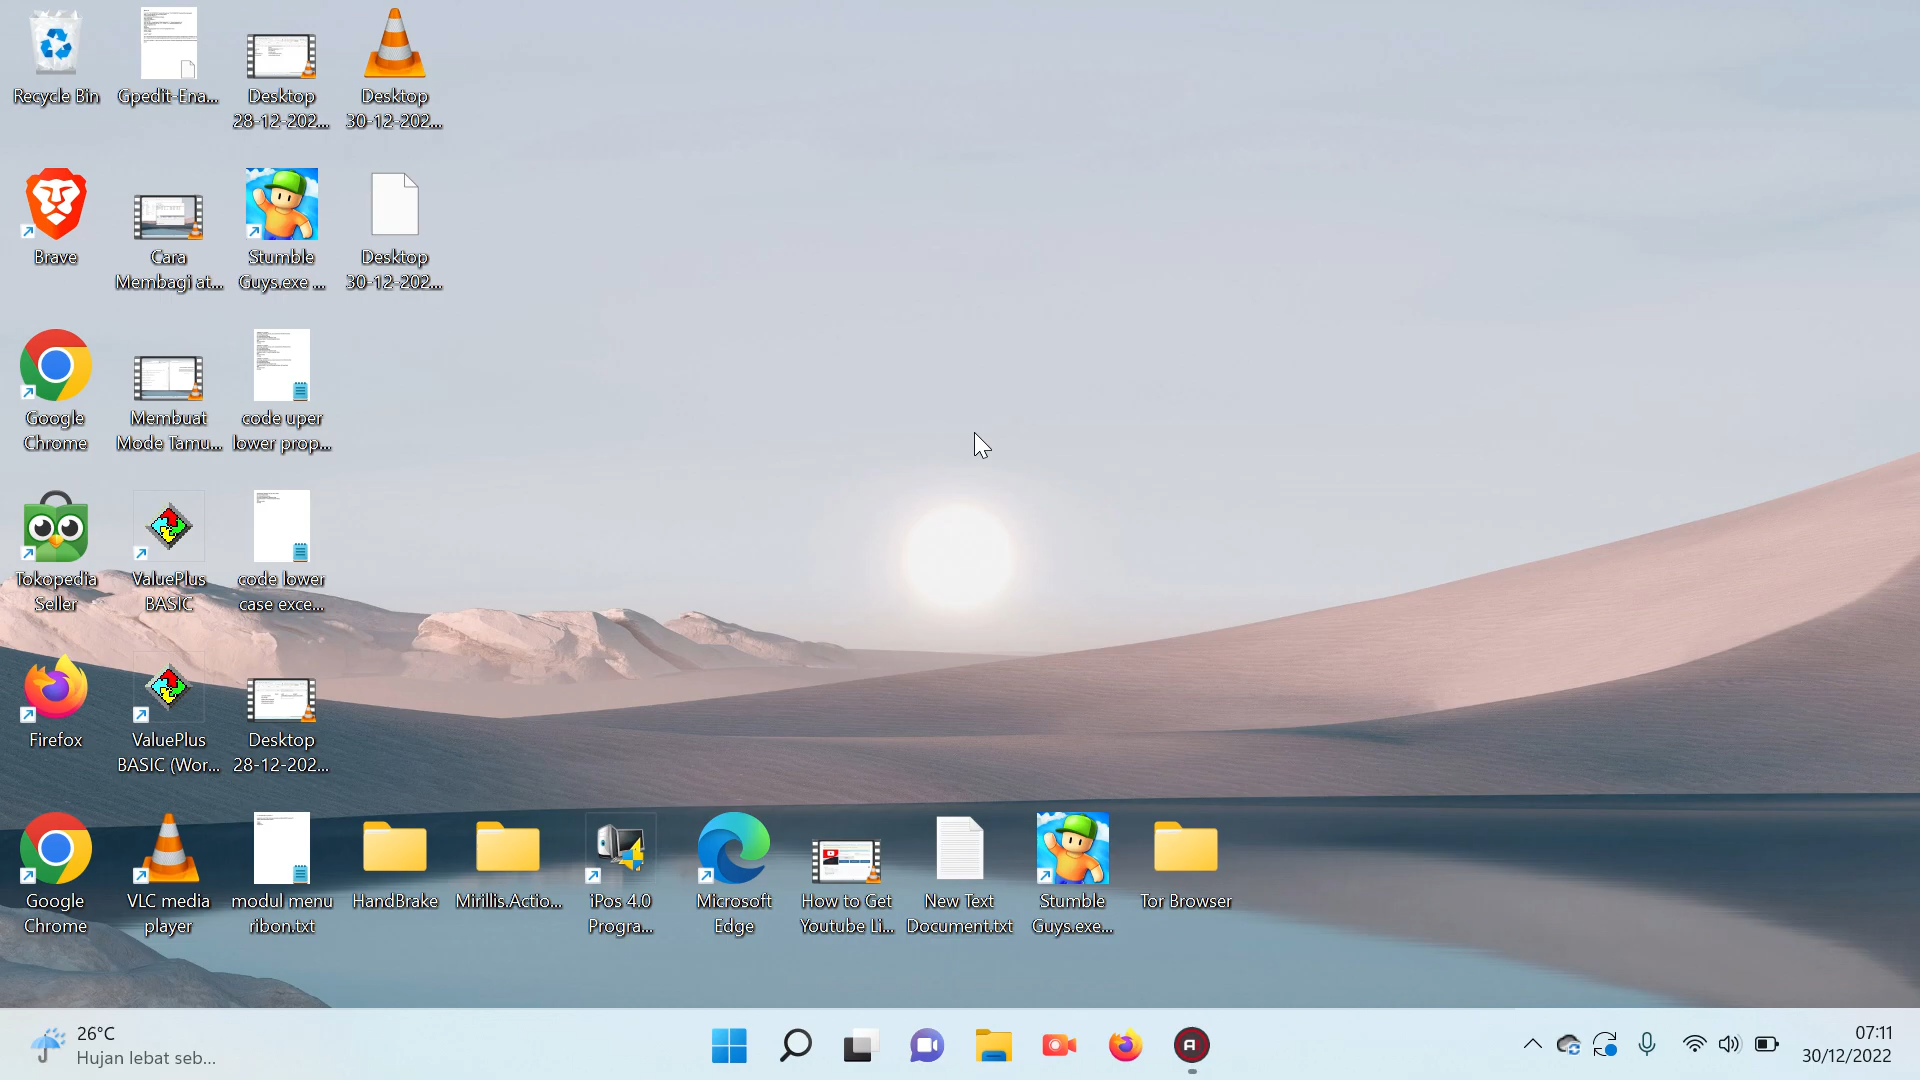 Recycle Bin
Gpedit-Ena...
Desktop
28-12-202...
Desktop
30-12-202...
Brave
Cara
Membagi at...
Stumble
Guys.exe ...
Desktop
30-12-202...
Google
Chrome
Membuat
Mode Tamu...
code uper
lower prop...
Tokopedia
Seller
ValuePlus
BASIC
code lower
case exce...
Firefox
ValuePlus
BASIC (Wor...
Desktop
28-12-202...
Google
Chrome
VLC media
player
modul menu
ribon.txt
HandBrake
Mirillis.Actio...
iPos 4.0
Progra...
Microsoft
Edge
How to Get
Youtube Li...
New Text
Document.txt
Stumble
Guys.exe...
Tor Browser
26°C
Hujan lebat seb...
07:11
30/12/2022